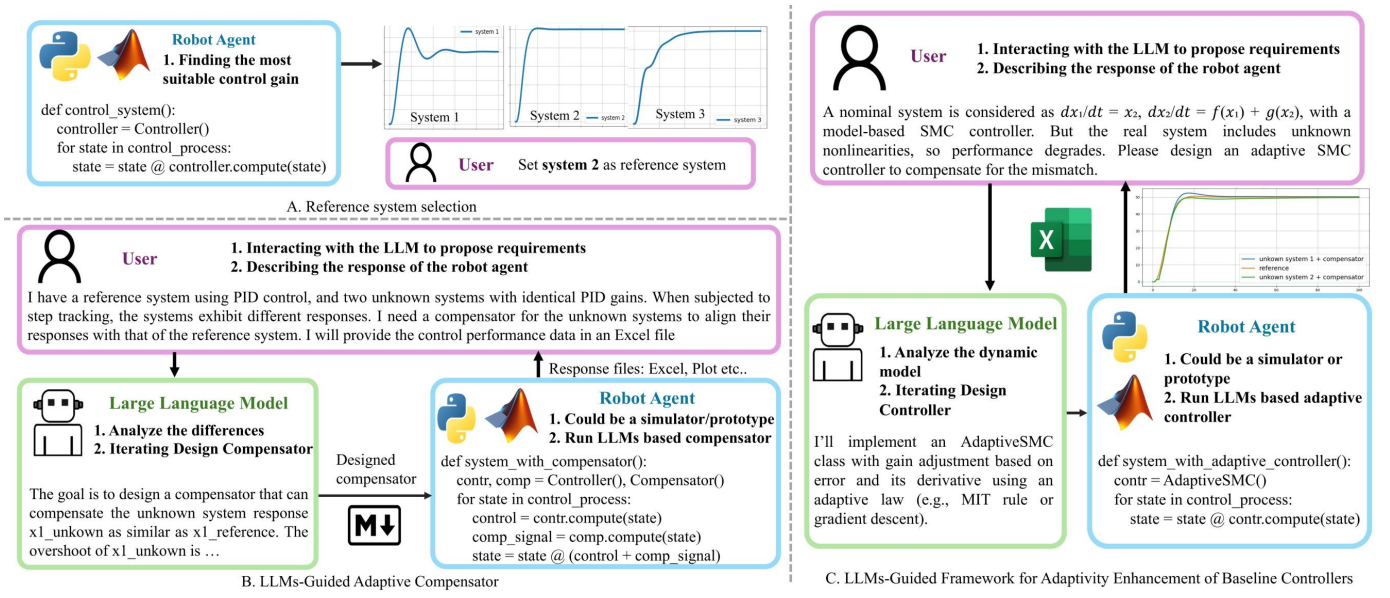 Robot Agent
1. Finding the most
suitable control gain
def control_system():
controller = Controller()
for state in control_process:
state = state @ controller.compute(state)
system 1
System 1
System 2
system 2
System 3
system 3
User
Set system 2 as reference system
A. Reference system selection
User
1. Interacting with the LLM to propose requirements
2. Describing the response of the robot agent
I have a reference system using PID control, and two unknown systems with identical PID gains. When subjected to
step tracking, the systems exhibit different responses. I need a compensator for the unknown systems to align their
responses with that of the reference system. I will provide the control performance data in an Excel file
Response files: Excel, Plot etc..
Large Language Model
1. Analyze the differences
2. Iterating Design Compensator
The goal is to design a compensator that can
compensate the unknown system response
x1_unkown as similar as x1_reference. The
overshoot of x1_unkown is …
Designed
compensator
M
Robot Agent
1. Could be a simulator/prototype
2. Run LLMs based compensator
def system_with_compensator():
contr, comp = Controller(), Compensator()
for state in control_process:
control = contr.compute(state)
comp_signal = comp.compute(state)
state = state @ (control + comp_signal)
B. LLMs-Guided Adaptive Compensator
User
1. Interacting with the LLM to propose requirements
2. Describing the response of the robot agent
A nominal system is considered as dx₁/dt = x₂, dx₂/dt = f(x₁) + g(x₂), with a
model-based SMC controller. But the real system includes unknown
nonlinearities, so performance degrades. Please design an adaptive SMC
controller to compensate for the mismatch.
X
unkown system 1 + compensator
reference
unkown system 2 + compensator
Large Language Model
1. Analyze the dynamic
model
2. Iterating Design
Controller
I'll implement an AdaptiveSMC
class with gain adjustment based on
error and its derivative using an
adaptive law (e.g., MIT rule or
gradient descent).
Robot Agent
1. Could be a simulator or
prototype
2. Run LLMs based adaptive
controller
def system_with_adaptive_controller():
contr = AdaptiveSMC()
for state in control_process:
state = state @ contr.compute(state)
C. LLMs-Guided Framework for Adaptivity Enhancement of Baseline Controllers